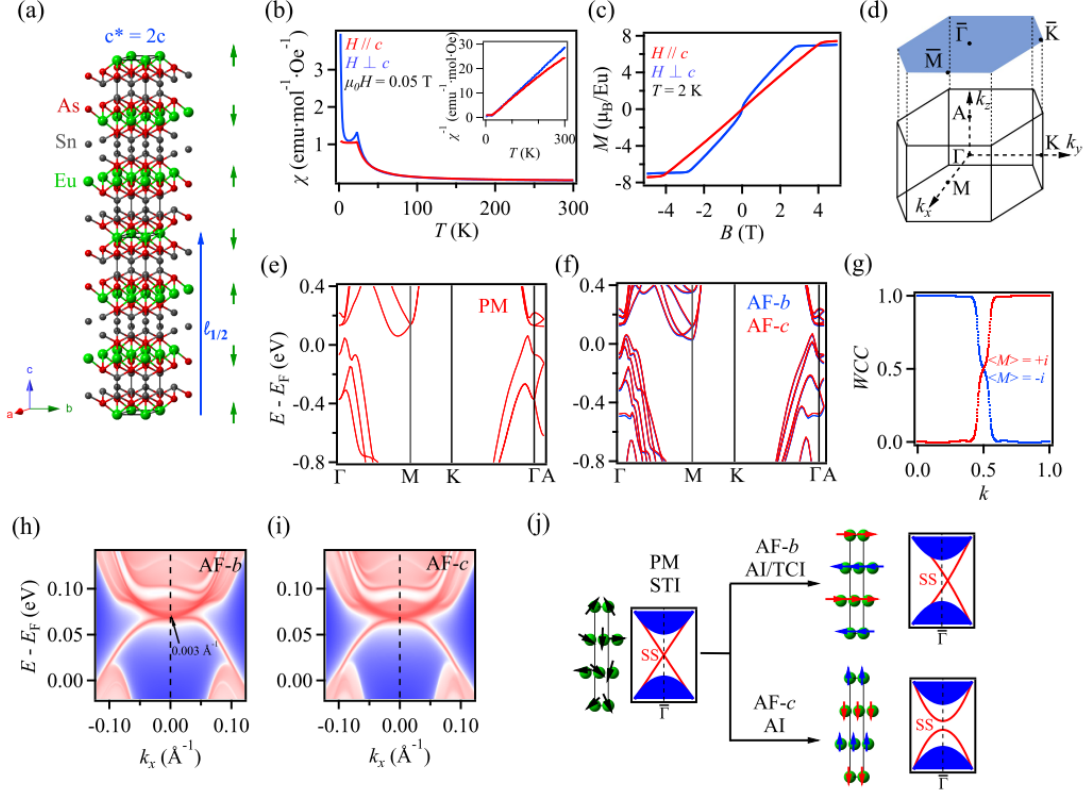 (a)
c* = 2c
As
Sn
Eu
ℓ1/2
c
a
b
(b)
H // c
H ⊥ c
μ0H = 0.05 T
χ (emu·mol⁻¹·Oe⁻¹)
3
2
1
0
0
100
200
300
T (K)
χ⁻¹
(emu⁻¹·mol·Oe)
30
20
10
0
0
300
T (K)
(c)
H // c
H ⊥ c
T = 2 K
M (μB/Eu)
8
4
0
-4
-8
-4
-2
0
2
4
B (T)
(d)
Γ̄
K̄
M̄
kz
A
Γ
K
ky
M
kx
(e)
PM
E - EF (eV)
0.4
0.0
-0.4
-0.8
Γ
M
K
ΓA
(f)
AF-b
AF-c
0.4
0.0
-0.4
-0.8
Γ
M
K
ΓA
(g)
WCC
1.0
0.5
0.0
<M> = +i
<M> = -i
0.0
0.5
1.0
k
(h)
AF-b
E - EF (eV)
0.10
0.05
0.00
0.003 Å⁻¹
-0.10
0.00
0.10
kx (Å⁻¹)
(i)
AF-c
0.10
0.05
0.00
-0.10
0.00
0.10
kx (Å⁻¹)
(j)
PM
STI
SS
Γ̄
AF-b
AI/TCI
SS
Γ̄
AF-c
AI
SS
Γ̄